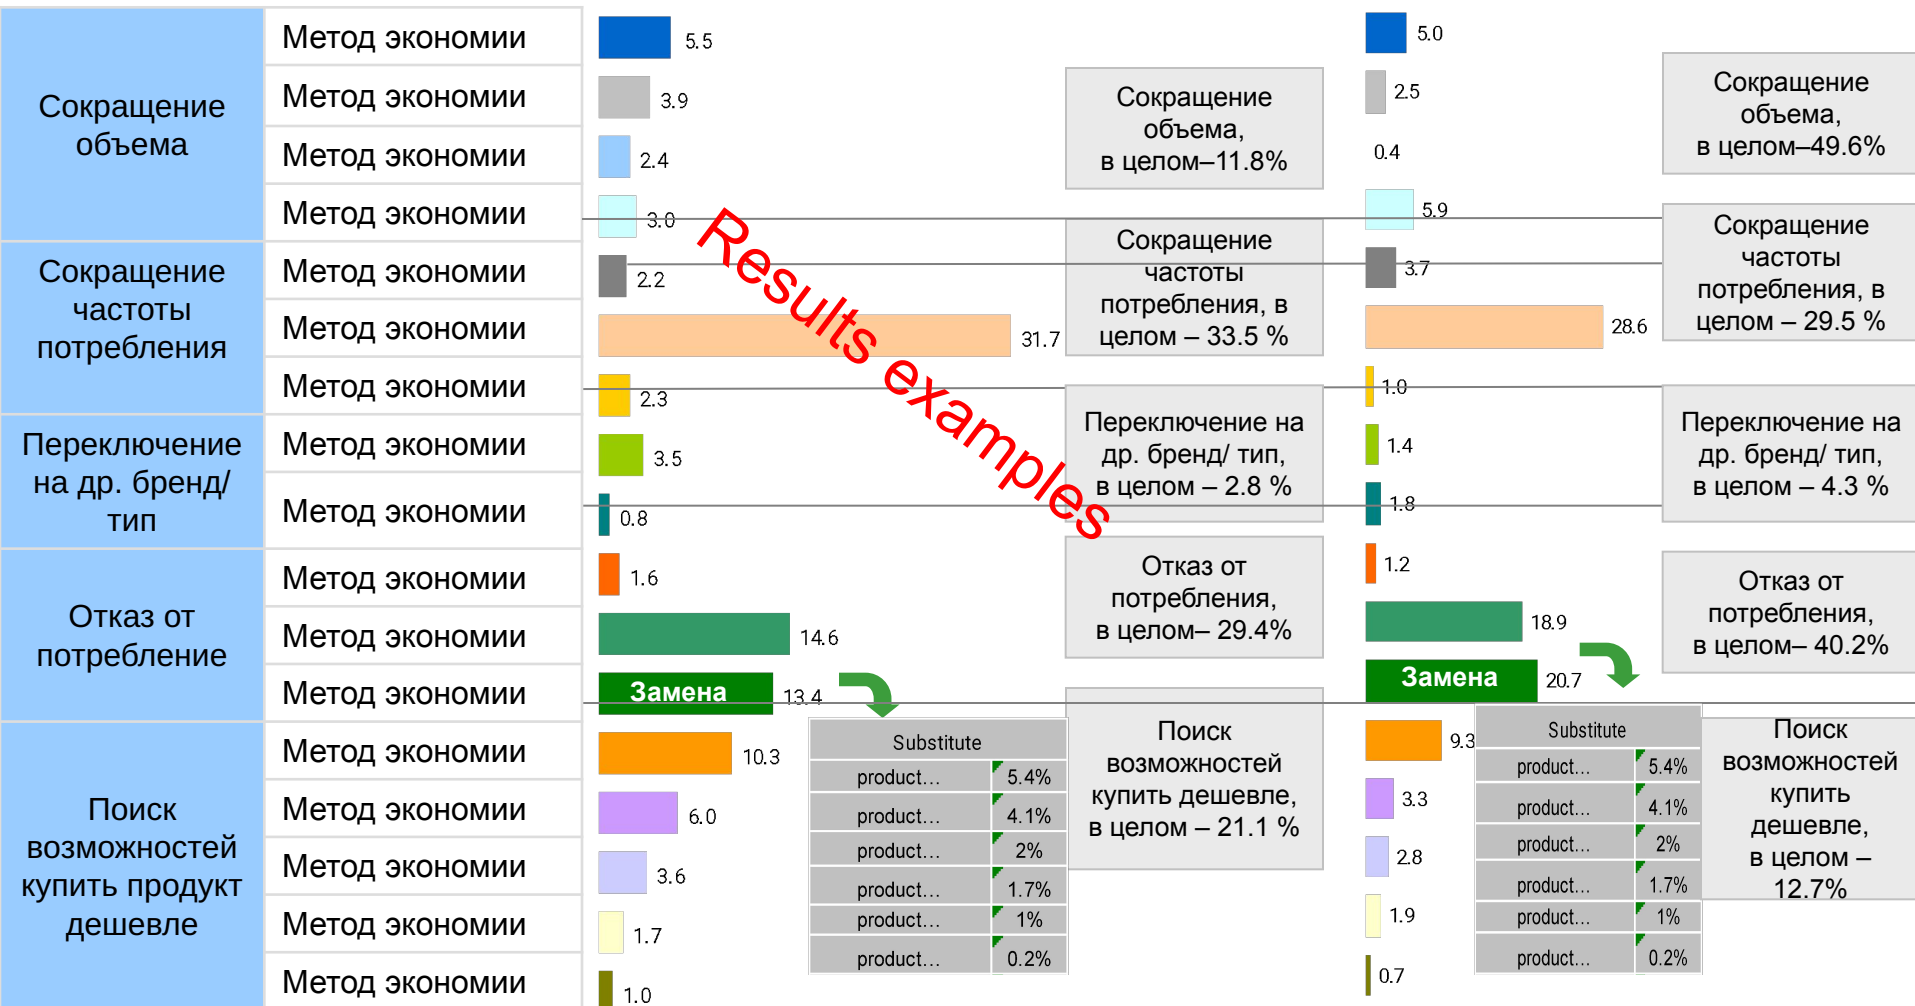 Сокращение
объема
Метод экономии
Метод экономии
Метод экономии
Метод экономии
Сокращение
частоты
потребления
Метод экономии
Метод экономии
Метод экономии
Переключение
на др. бренд/
тип
Метод экономии
Метод экономии
Отказ от
потребление
Метод экономии
Метод экономии
Метод экономии
Поиск
возможностей
купить продукт
дешевле
Метод экономии
Метод экономии
Метод экономии
Метод экономии
Метод экономии
5.5
3.9
2.4
3.0
2.2
31.7
2.3
3.5
0.8
1.6
14.6
Замена
13.4
10.3
6.0
3.6
1.7
1.0
Results examples
Сокращение
объема,
в целом–11.8%
Сокращение
частоты
потребления, в
целом – 33.5 %
Переключение на
др. бренд/ тип,
в целом – 2.8 %
Отказ от
потребления,
в целом– 29.4%
Поиск
возможностей
купить дешевле,
в целом – 21.1 %
Substitute
product... 5.4%
product... 4.1%
product... 2%
product... 1.7%
product... 1%
product... 0.2%
5.0
2.5
0.4
5.9
3.7
28.6
1.0
1.4
1.8
1.2
18.9
Замена
20.7
9.3
3.3
2.8
1.9
0.7
Сокращение
объема,
в целом–49.6%
Сокращение
частоты
потребления, в
целом – 29.5 %
Переключение на
др. бренд/ тип,
в целом – 4.3 %
Отказ от
потребления,
в целом– 40.2%
Поиск
возможностей
купить
дешевле,
в целом –
12.7%
Substitute
product... 5.4%
product... 4.1%
product... 2%
product... 1.7%
product... 1%
product... 0.2%